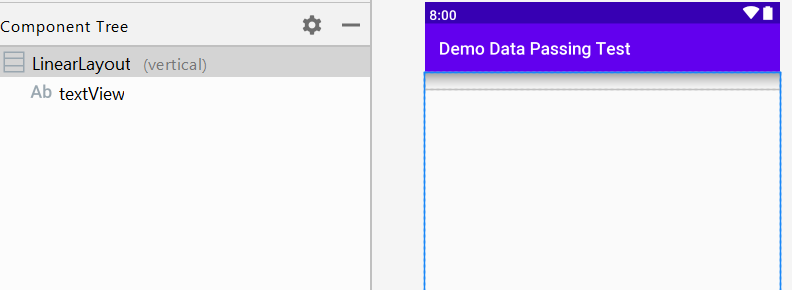 Component Tree
LinearLayout (vertical)
Ab textView
8:00
Demo Data Passing Test